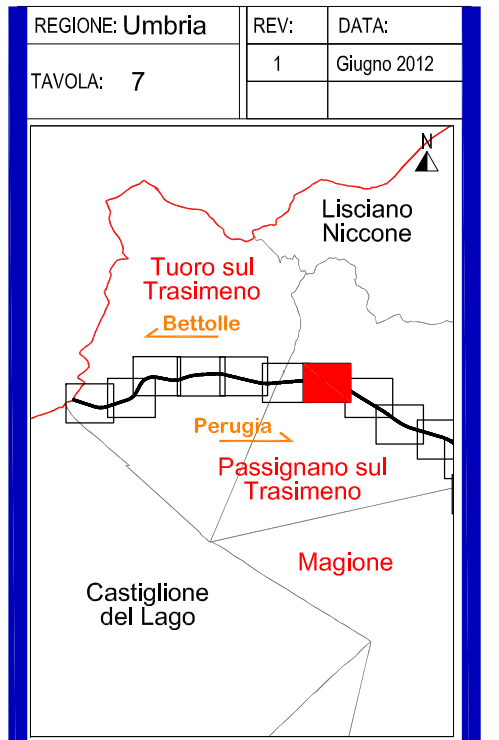 REGIONE: Umbria
REV:
DATA:
TAVOLA: 7
1
Giugno 2012
N
Lisciano
Niccone
Tuoro sul
Trasimeno
Bettolle
Perugia
Passignano sul
Trasimeno
Magione
Castiglione
del Lago